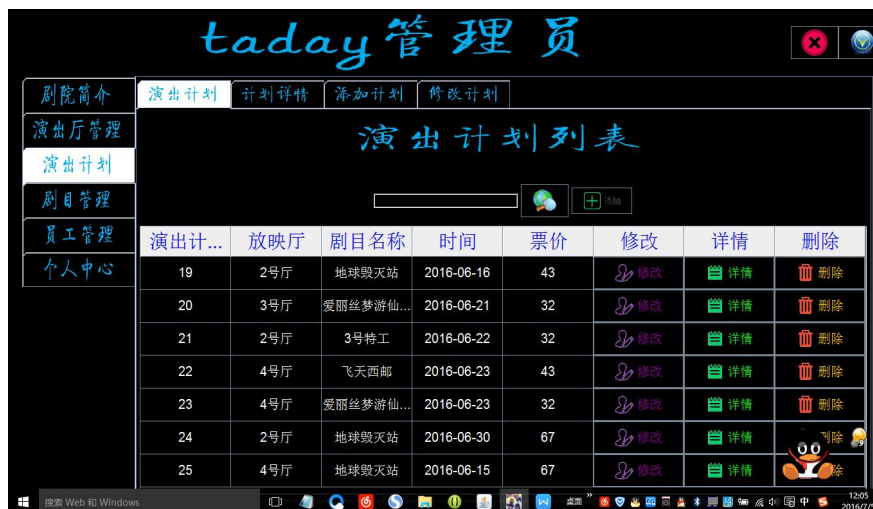 taday管理员
剧院简介
演出厅管理
演出计划
剧目管理
员工管理
个人中心
演出计划 计划详情 添加计划 修改计划
演出计划列表
添加
演出计... 放映厅 剧目名称 时间 票价 修改 详情 删除
19 2号厅 地球毁灭站 2016-06-16 43 修改 详情 删除
20 3号厅 爱丽丝梦游仙... 2016-06-21 32 修改 详情 删除
21 2号厅 3号特工 2016-06-22 32 修改 详情 删除
22 4号厅 飞天西邮 2016-06-23 43 修改 详情 删除
23 4号厅 爱丽丝梦游仙... 2016-06-23 32 修改 详情 删除
24 2号厅 地球毁灭站 2016-06-30 67 修改 详情 删除
25 4号厅 地球毁灭站 2016-06-15 67 修改 详情 除
搜索 Web 和 Windows 桌面 中 12:05